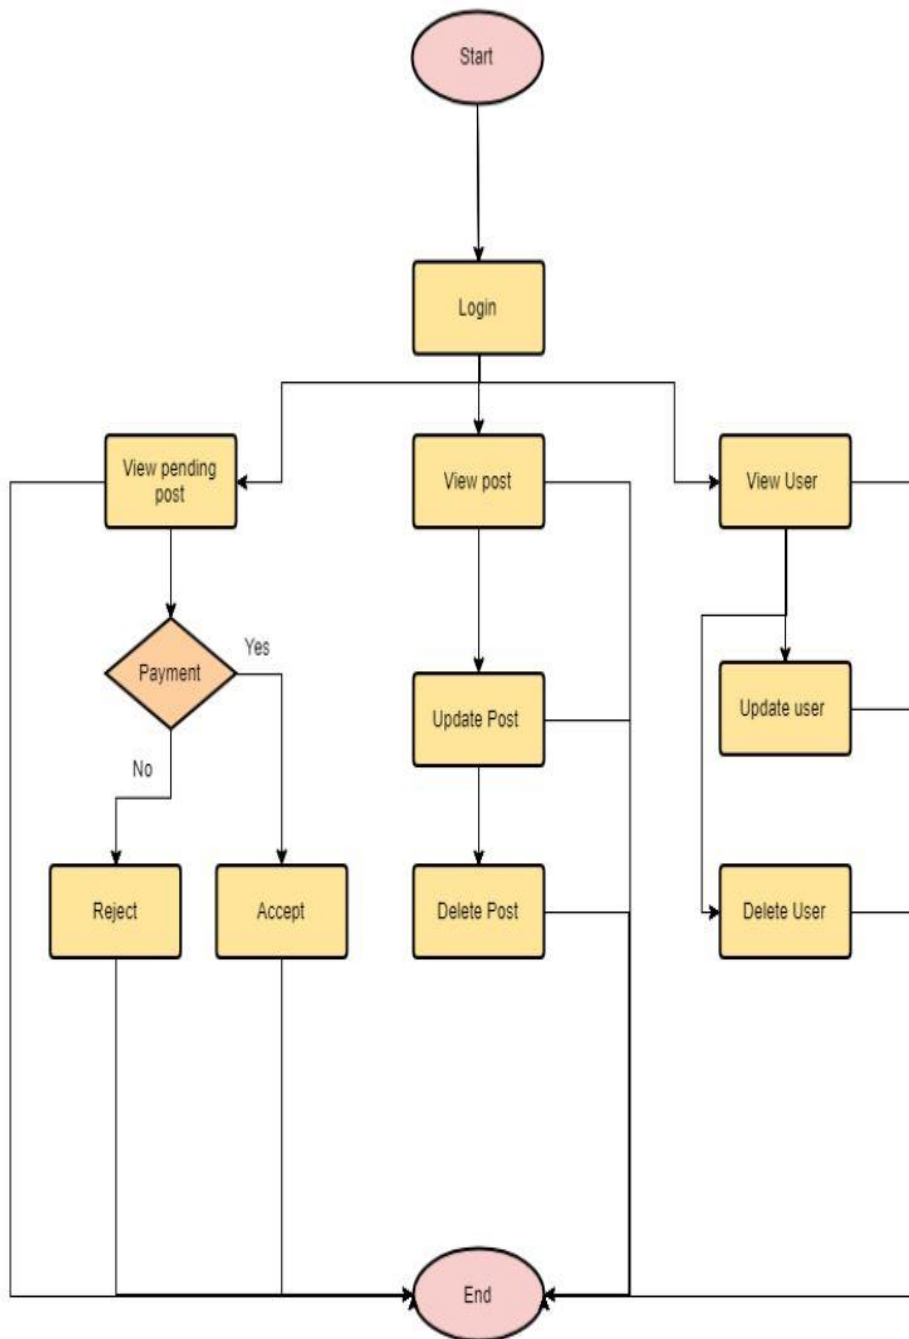 Start
Login
View pending
post
View post
View User
Payment
Yes
No
Update Post
Update user
Reject
Accept
Delete Post
Delete User
End